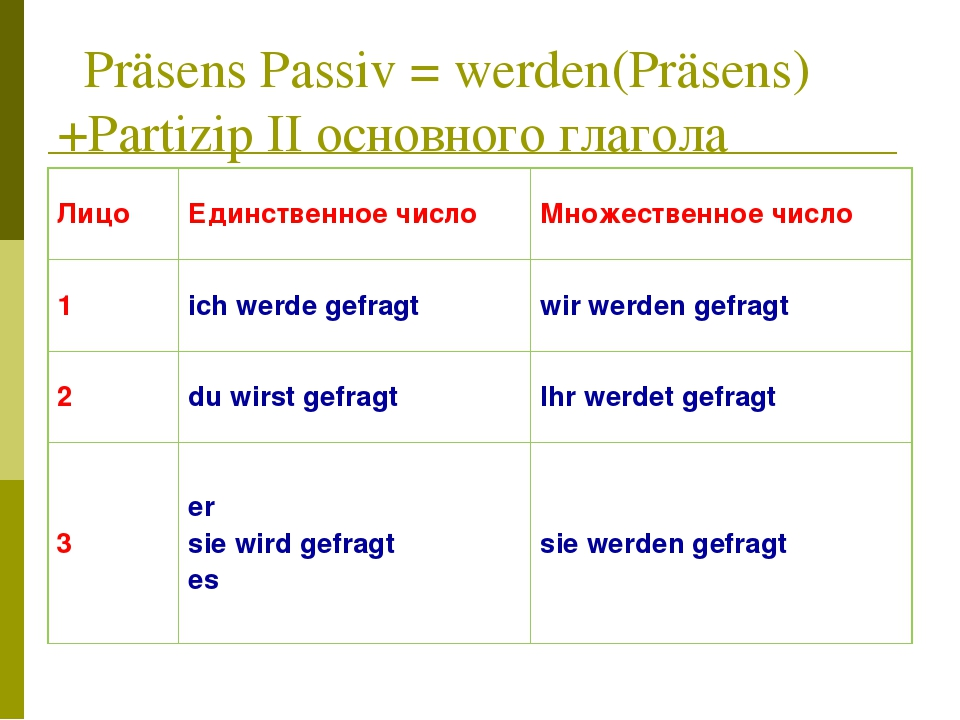 Präsens Passiv = werden(Präsens)
+Partizip II основного глагола
Лицо Единственное число Множественное число
1 ich werde gefragt wir werden gefragt
2 du wirst gefragt Ihr werdet gefragt
er
3 sie wird gefragt sie werden gefragt
es